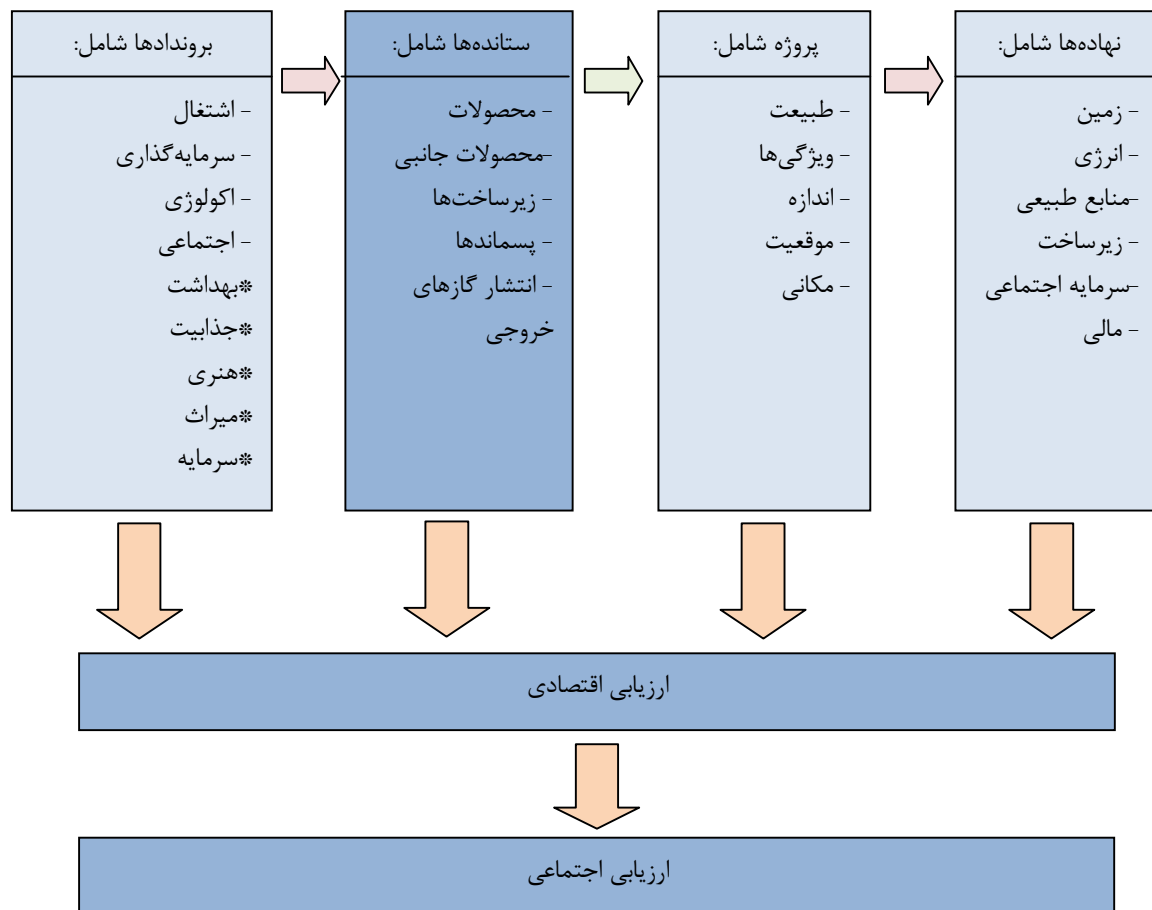 نهاده‌ها شامل:
- زمین
- انرژی
-منابع طبیعی
- زیرساخت
-سرمایه اجتماعی
- مالی
پروژه شامل:
- طبیعت
- ویژگی‌ها
- اندازه
- موقعیت
- مکانی
ستانده‌ها شامل:
- محصولات
-محصولات جانبی
- زیرساخت‌ها
- پسماندها
- انتشار گازهای
خروجی
بروندادها شامل:
- اشتغال
- سرمایه‌گذاری
- اکولوژی
- اجتماعی
*بهداشت
*جذابیت
*هنری
*میراث
*سرمایه
ارزیابی اقتصادی
ارزیابی اجتماعی